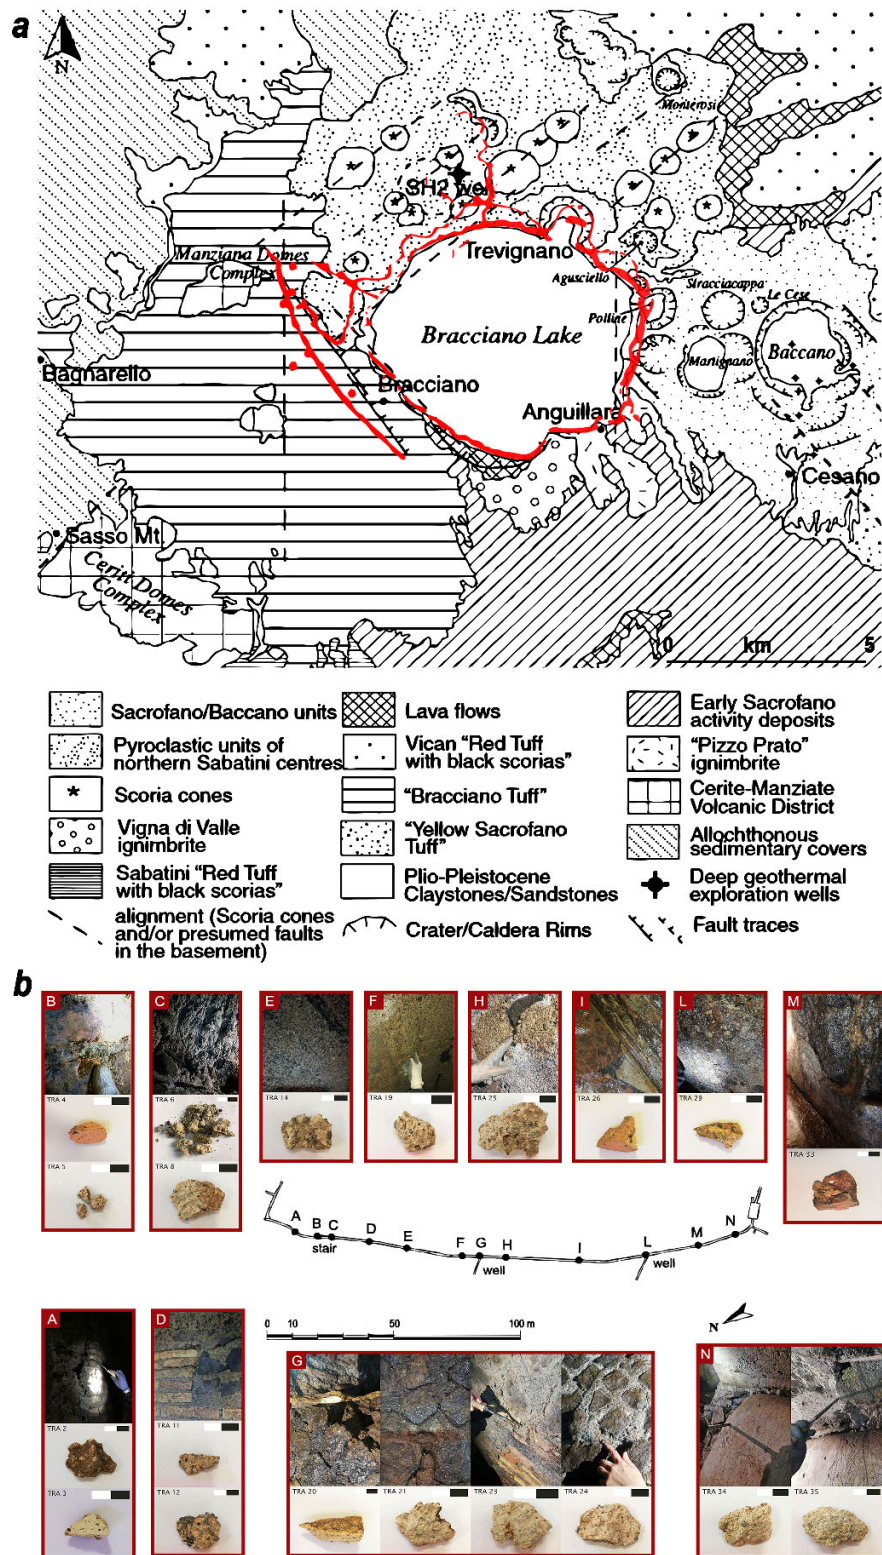 a
N
Monterosi
SH2 well
Trevignano
Manziana Domes
Complex
Agusciello
Stracciacappa
Le Cese
Polline
Bracciano Lake
Martignano
Baccano
Bagnarello
Bracciano
Anguillara
Cesano
Sasso Mt.
Ceriti Domes
Complex
0 km 5
Sacrofano/Baccano units
Lava flows
Early Sacrofano
activity deposits
Pyroclastic units of
northern Sabatini centres
Vican "Red Tuff
with black scorias"
"Pizzo Prato"
ignimbrite
Scoria cones
"Bracciano Tuff"
Cerite-Manziate
Volcanic District
Vigna di Valle
ignimbrite
"Yellow Sacrofano
Tuff"
Allochthonous
sedimentary covers
Sabatini "Red Tuff
with black scorias"
Plio-Pleistocene
Claystones/Sandstones
Deep geothermal
exploration wells
alignment (Scoria cones
and/or presumed faults
in the basement)
Crater/Caldera Rims
Fault traces
b
B
TRA 4
TRA 5
C
TRA 6
TRA 8
E
TRA 14
F
TRA 19
H
TRA 25
I
TRA 26
L
TRA 29
M
TRA 33
A B C D E F G H I L M N
stair well well
0 10 50 100 m
N
A
TRA 2
TRA 3
D
TRA 11
TRA 12
G
TRA 20 TRA 21 TRA 23 TRA 24
N
TRA 34 TRA 35